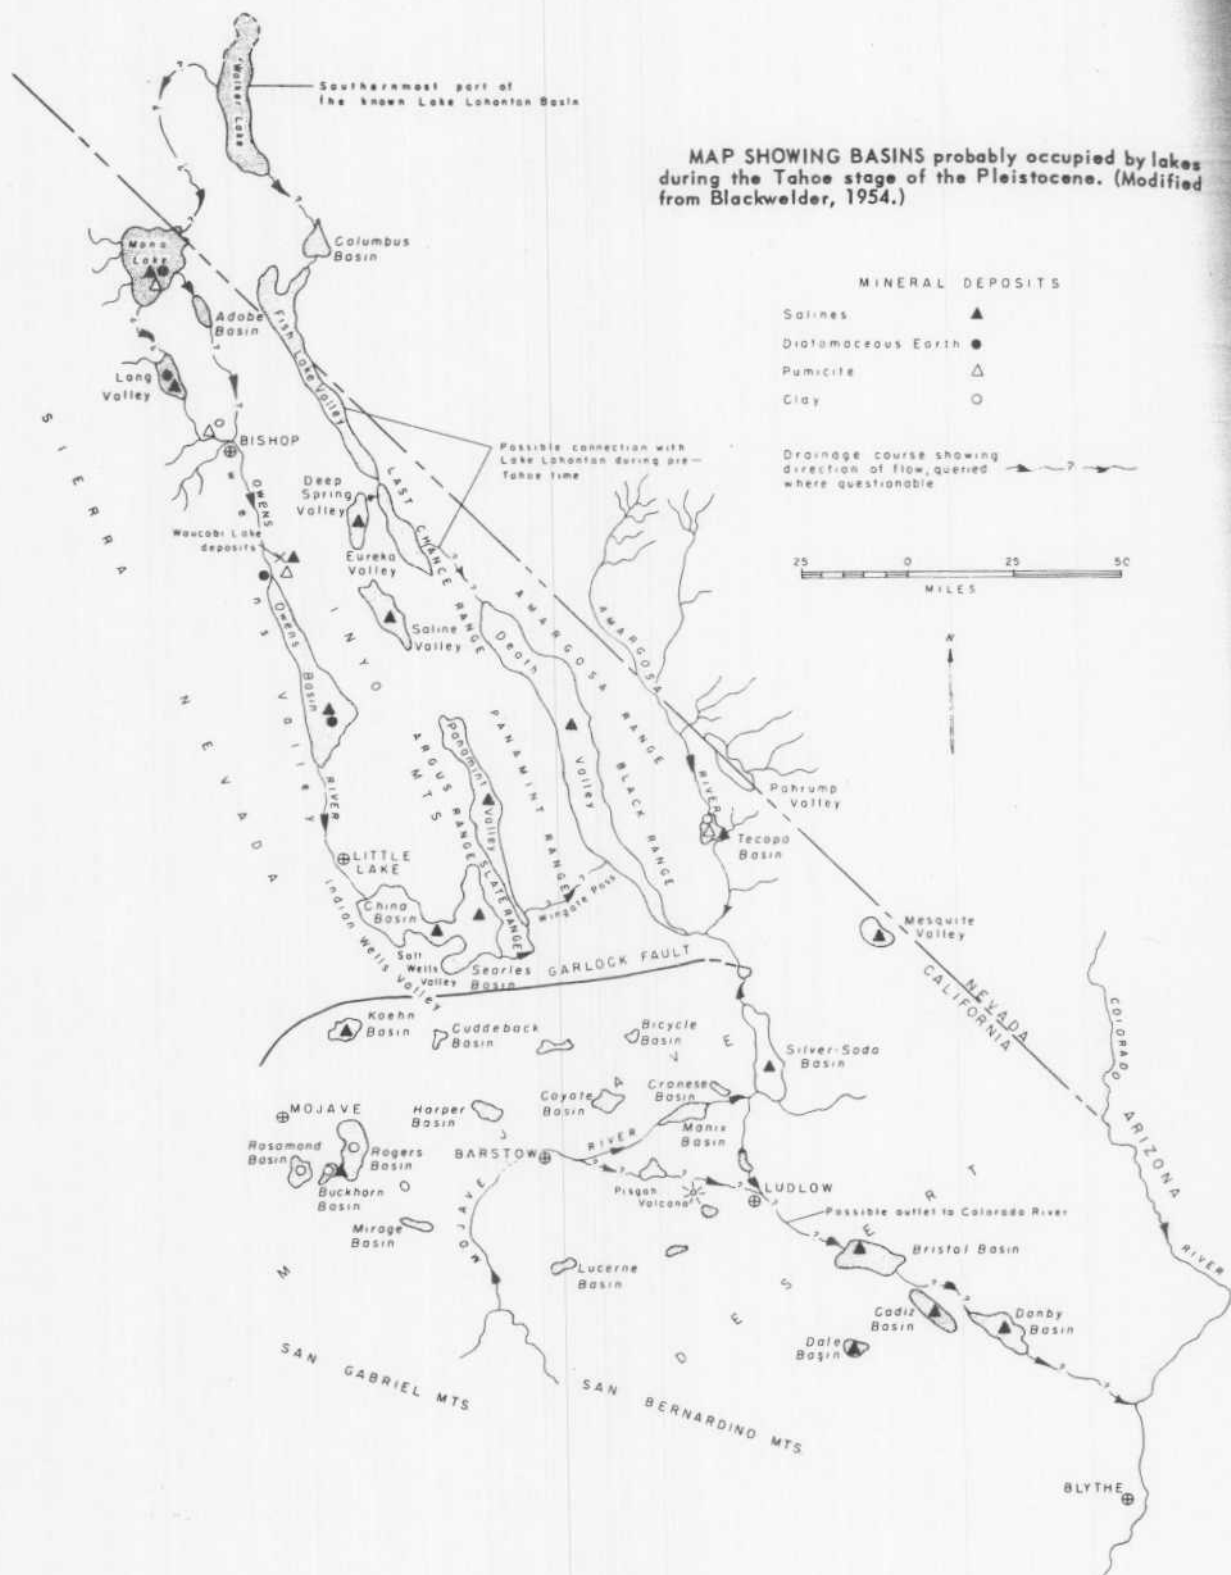 Walker Lake
Southernmost part of
the known Lake Lahontan Basin
MAP SHOWING BASINS probably occupied by lakes
during the Tahoe stage of the Pleistocene. (Modified
from Blackwelder, 1954.)
MINERAL DEPOSITS
Salines
Diatomaceous Earth
Pumicite
Clay
Drainage course showing
direction of flow, queried
where questionable
?
25 0 25 50
MILES
N
Mono
Lake
Columbus
Basin
Adobe
Basin
Fish Lake Valley
Long
Valley
BISHOP
Possible connection with
Lake Lahontan during pre-
Tahoe time
SIERRA NEVADA
OWENS RIVER
Owens Valley
Deep
Spring
Valley
LAST CHANCE RANGE
Waucobi Lake
deposits
Eureka
Valley
INYO MTS
Saline
Valley
Owens
Basin
AMARGOSA RANGE
Death Valley
AMARGOSA RIVER
PANAMINT RANGE
BLACK RANGE
ARGUS RANGE
Panamint Valley
Pahrump
Valley
Tecopa
Basin
LITTLE
LAKE
SLATE RANGE
Wingate Pass
China
Basin
Indian Wells Valley
Salt
Wells
Valley
Searles
Basin
GARLOCK FAULT
Mesquite
Valley
NEVADA
CALIFORNIA
COLORADO RIVER
ARIZONA
Koehn
Basin
Cuddeback
Basin
Bicycle
Basin
Silver-Soda
Basin
MOJAVE DESERT
MOJAVE
Harper
Basin
Coyote
Basin
Cronese
Basin
Manix
Basin
Rosamond
Basin
Rogers
Basin
Buckhorn
Basin
BARSTOW
MOJAVE RIVER
Pisgah
Volcano
LUDLOW
Possible outlet to Colorado River
Mirage
Basin
Lucerne
Basin
Bristol Basin
Cadiz
Basin
Danby
Basin
Dale
Basin
SAN GABRIEL MTS
SAN BERNARDINO MTS.
BLYTHE